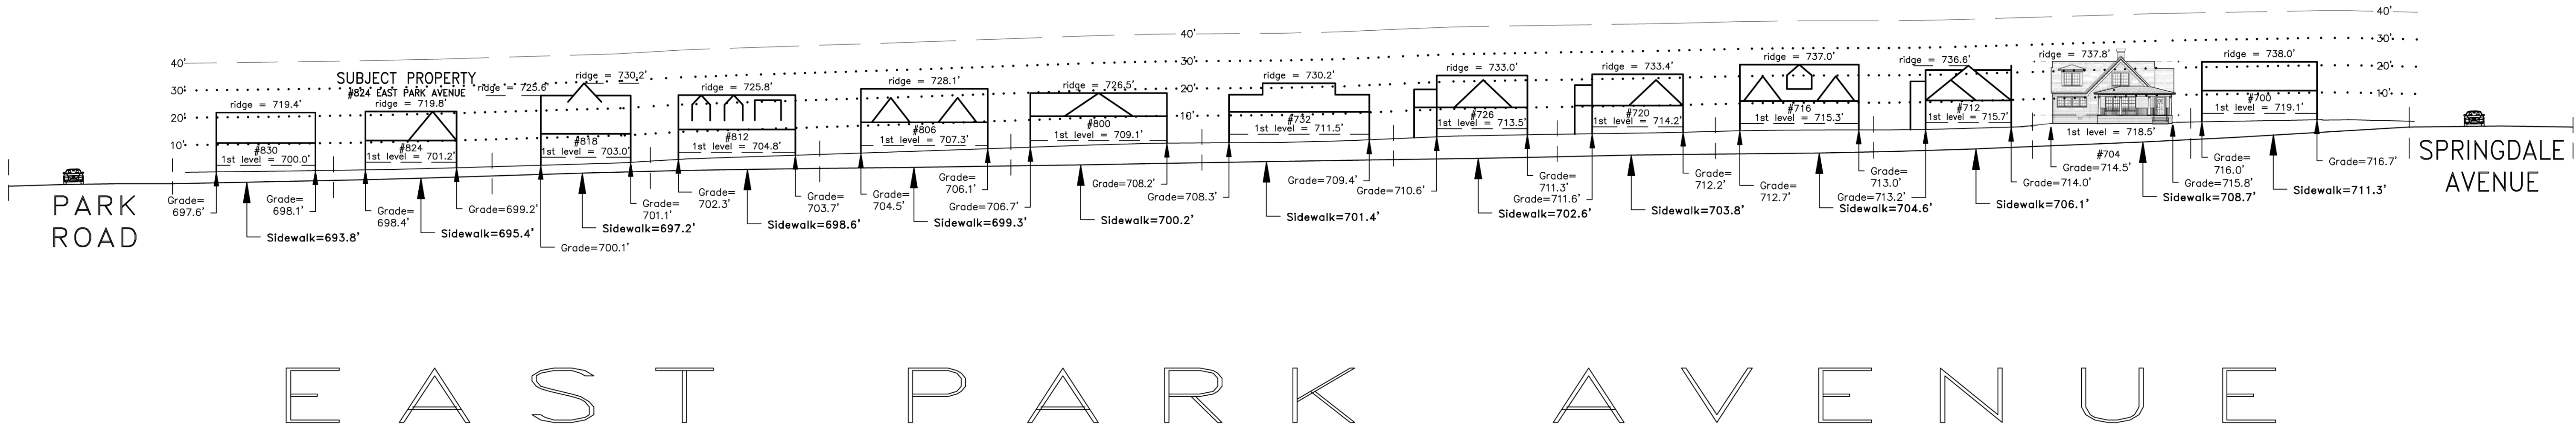 40'
30'
20'
10'
40'
30'
20'
10'
40'
30'
20'
10'
PARK
ROAD
ridge = 719.4'
#830
1st level = 700.0'
Grade=
697.6'
Grade=
698.1'
Sidewalk=693.8'
SUBJECT PROPERTY
#824 EAST PARK AVENUE
ridge = 719.8'
#824
1st level = 701.2'
Grade=
698.4'
Grade=699.2'
Sidewalk=695.4'
ridge = 725.6'
ridge = 730.2'
#818
1st level = 703.0'
Grade=700.1'
Grade=
701.1'
Sidewalk=697.2'
ridge = 725.8'
#812
1st level = 704.8'
Grade=
702.3'
Grade=
703.7'
Sidewalk=698.6'
ridge = 728.1'
#806
1st level = 707.3'
Grade=
704.5'
Grade=
706.1'
Sidewalk=699.3'
ridge = 726.5'
#800
1st level = 709.1'
Grade=706.7'
Grade=708.2'
Sidewalk=700.2'
ridge = 730.2'
#732
1st level = 711.5'
Grade=708.3'
Grade=709.4'
Sidewalk=701.4'
ridge = 733.0'
#726
1st level = 713.5'
Grade=710.6'
Grade=
711.3'
Sidewalk=702.6'
ridge = 733.4'
#720
1st level = 714.2'
Grade=
711.6'
Grade=
712.2'
Sidewalk=703.8'
ridge = 737.0'
#716
1st level = 715.3'
Grade=
712.7'
Grade=
713.0'
Sidewalk=704.6'
ridge = 736.6'
#712
1st level = 715.7'
Grade=713.2'
Grade=714.0'
Sidewalk=706.1'
ridge = 737.8'
1st level = 718.5'
#704
Grade=
714.5'
Grade=715.8'
Sidewalk=708.7'
ridge = 738.0'
#700
1st level = 719.1'
Grade=
716.0'
Grade=716.7'
Sidewalk=711.3'
SPRINGDALE
AVENUE
EAST PARK AVENUE